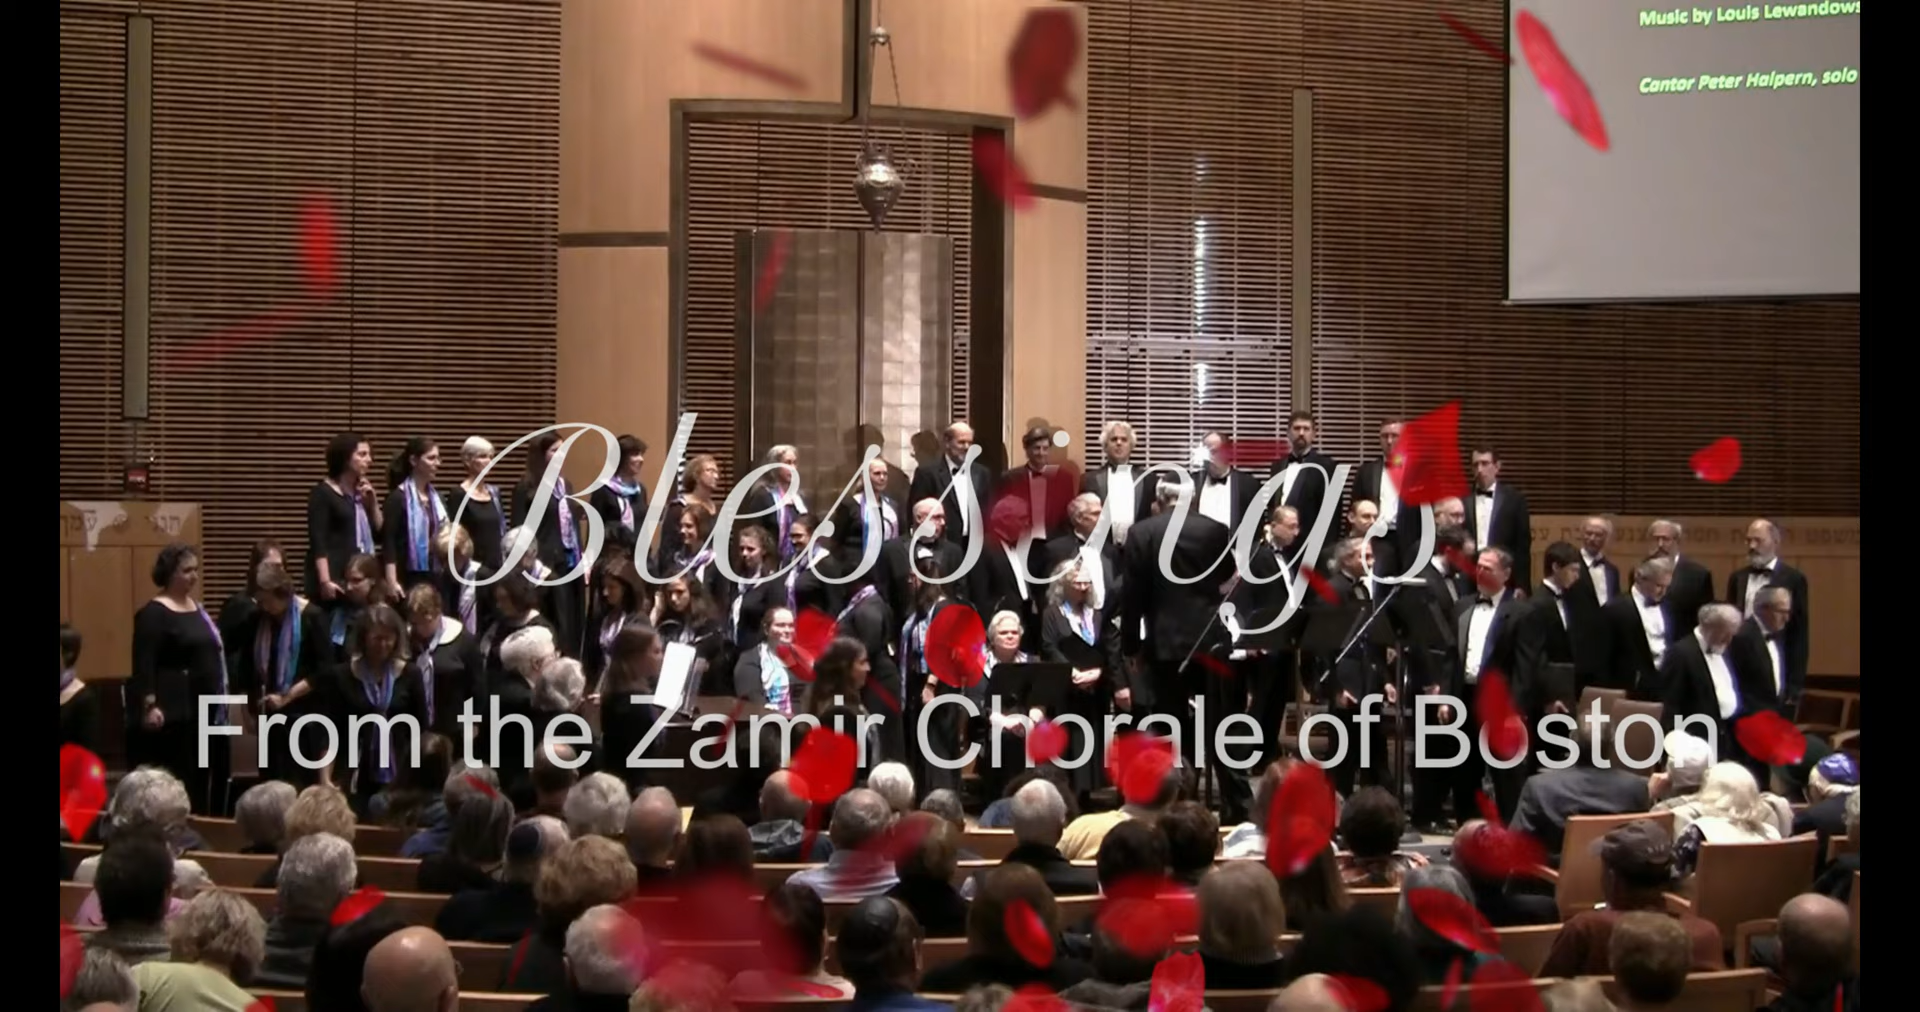 Music by Louis Lewandows
Cantor Peter Halpern, solo
Blessings
From the Zamir Chorale of Boston